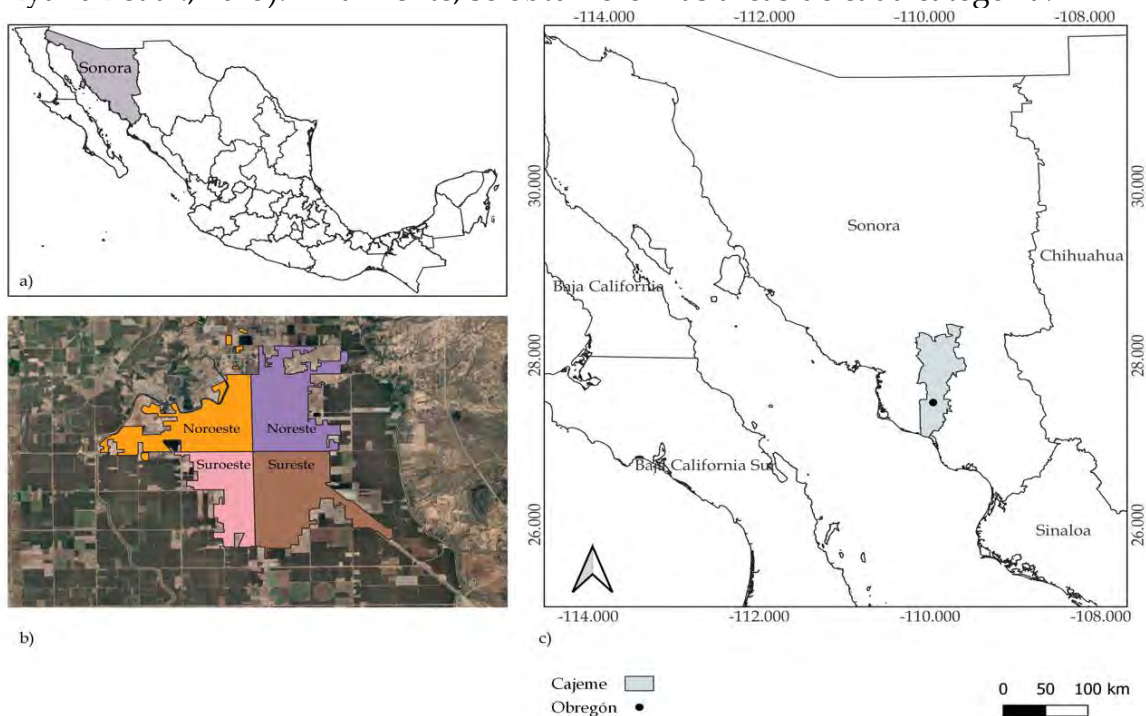 -114.000 -112.000 -110.000 -108.000
Sonora
a)
Noroeste Noreste
Suroeste Sureste
b)
30.000
28.000
26.000
Sonora
Chihuahua
Baja California
Baja California Sur
Sinaloa
30.000
28.000
26.000
-114.000 -112.000 -110.000 -108.000
c)
Cajeme
Obregón
0 50 100 km